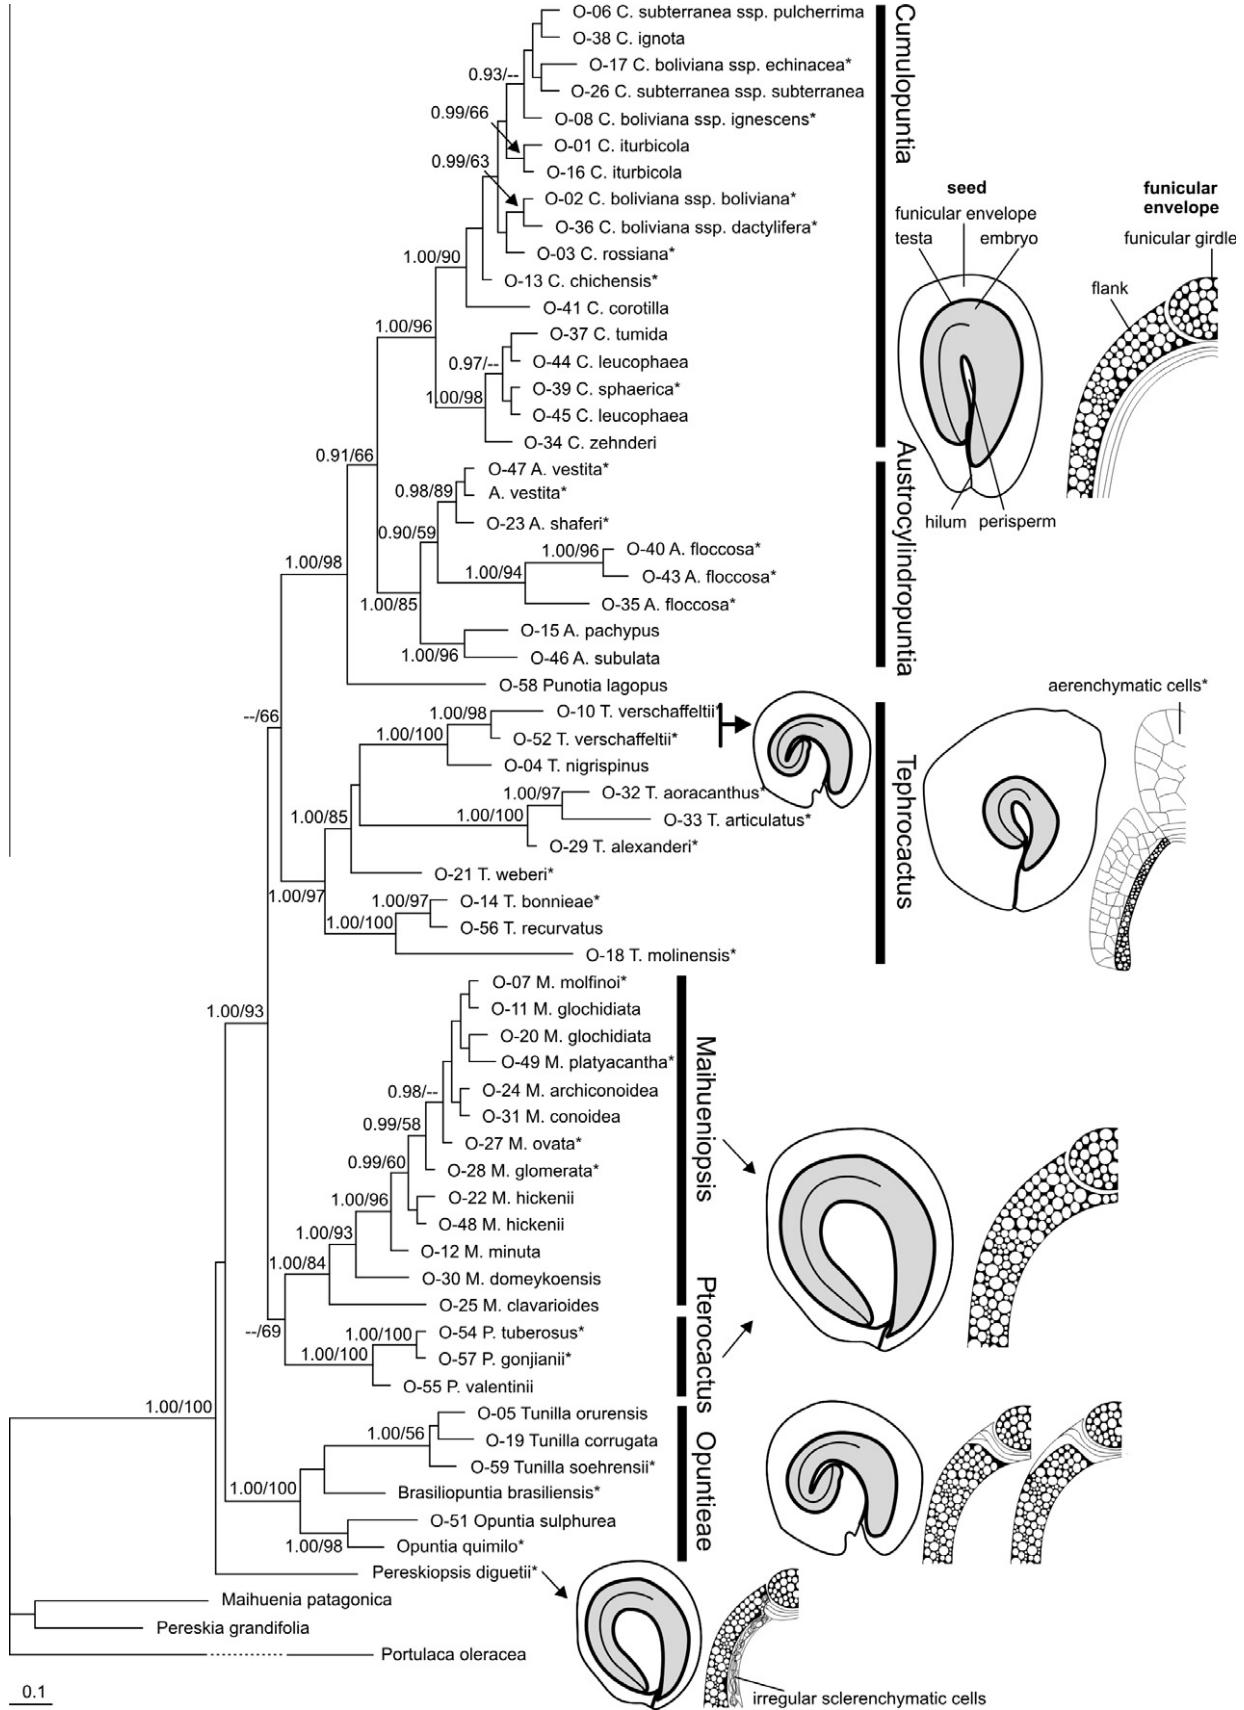 O-06 C. subterranea ssp. pulcherrima
O-38 C. ignota
O-17 C. boliviana ssp. echinacea*
0.93/--
O-26 C. subterranea ssp. subterranea
0.99/66
O-08 C. boliviana ssp. ignescens*
O-01 C. iturbicola
0.99/63
O-16 C. iturbicola
O-02 C. boliviana ssp. boliviana*
O-36 C. boliviana ssp. dactylifera*
O-03 C. rossiana*
1.00/90
O-13 C. chichensis*
O-41 C. corotilla
1.00/96
O-37 C. tumida
O-44 C. leucophaea
0.97/--
O-39 C. sphaerica*
1.00/98
O-45 C. leucophaea
O-34 C. zehnderi
Cumulopuntia
seed
funicular envelope
testa
embryo
hilum
perisperm
funicular
envelope
funicular girdle
flank
0.91/66
O-47 A. vestita*
0.98/89
A. vestita*
O-23 A. shaferi*
0.90/59
1.00/96
O-40 A. floccosa*
1.00/98
1.00/94
O-43 A. floccosa*
1.00/85
O-35 A. floccosa*
O-15 A. pachypus
1.00/96
O-46 A. subulata
Austrocylindropuntia
O-58 Punotia lagopus
--/66
1.00/98
O-10 T. verschaffeltii*
1.00/100
O-52 T. verschaffeltii*
O-04 T. nigrispinus
1.00/97
O-32 T. aoracanthus*
1.00/85
1.00/100
O-33 T. articulatus*
O-29 T. alexanderi*
O-21 T. weberi*
1.00/97
1.00/97
O-14 T. bonnieae*
1.00/100
O-56 T. recurvatus
O-18 T. molinensis*
Tephrocactus
aerenchymatic cells*
1.00/93
O-07 M. molfinoi*
O-11 M. glochidiata
O-20 M. glochidiata
O-49 M. platyacantha*
0.98/--
O-24 M. archiconoidea
O-31 M. conoidea
0.99/58
O-27 M. ovata*
0.99/60
O-28 M. glomerata*
1.00/96
O-22 M. hickenii
O-48 M. hickenii
1.00/93
O-12 M. minuta
1.00/84
O-30 M. domeykoensis
O-25 M. clavarioides
Maihueniopsis
--/69
1.00/100
O-54 P. tuberosus*
1.00/100
O-57 P. gonjianii*
O-55 P. valentinii
Pterocactus
1.00/100
O-05 Tunilla orurensis
1.00/56
O-19 Tunilla corrugata
O-59 Tunilla soehrensii*
1.00/100
Brasiliopuntia brasiliensis*
O-51 Opuntia sulphurea
1.00/98
Opuntia quimilo*
Opuntieae
Pereskiopsis diguetii*
Maihuenia patagonica
Pereskia grandifolia
Portulaca oleracea
0.1
irregular sclerenchymatic cells